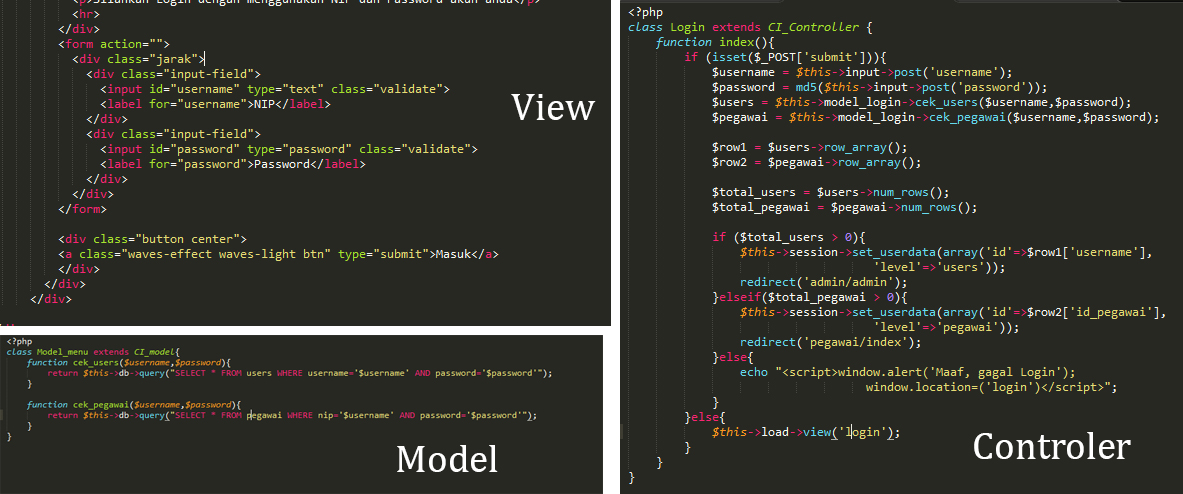 <p>Silahkan Login dengan menggunakan NIP dan Password akun anda</p>
<hr>
</div>
<form action="">
<div class="jarak">
<div class="input-field">
<input id="username" type="text" class="validate">
<label for="username">NIP</label>
</div>
<div class="input-field">
<input id="password" type="password" class="validate">
<label for="password">Password</label>
</div>
</div>
</form>
<div class="button center">
<a class="waves-effect waves-light btn" type="submit">Masuk</a>
</div>
</div>
</div>
View
<?php
class Model_menu extends CI_model{
function cek_users($username,$password){
return $this->db->query("SELECT * FROM users WHERE username='$username' AND password='$password'");
}
function cek_pegawai($username,$password){
return $this->db->query("SELECT * FROM pegawai WHERE nip='$username' AND password='$password'");
}
}
Model
<?php
class Login extends CI_Controller {
function index(){
if (isset($_POST['submit'])){
$username = $this->input->post('username');
$password = md5($this->input->post('password'));
$users = $this->model_login->cek_users($username,$password);
$pegawai = $this->model_login->cek_pegawai($username,$password);
$row1 = $users->row_array();
$row2 = $pegawai->row_array();
$total_users = $users->num_rows();
$total_pegawai = $pegawai->num_rows();
if ($total_users > 0){
$this->session->set_userdata(array('id'=>$row1['username'],
'level'=>'users'));
redirect('admin/admin');
}elseif($total_pegawai > 0){
$this->session->set_userdata(array('id'=>$row2['id_pegawai'],
'level'=>'pegawai'));
redirect('pegawai/index');
}else{
echo "<script>window.alert('Maaf, gagal Login');
window.location=('login')</script>";
}
}else{
$this->load->view('login');
}
}
}
Controler